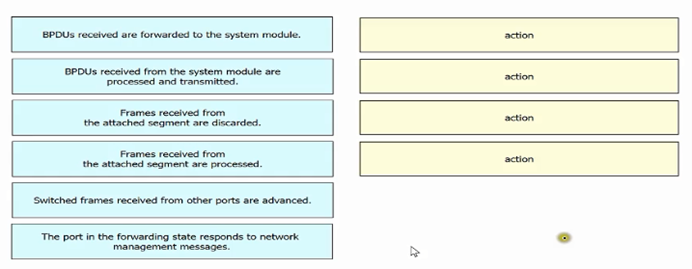 BPDUs received are forwarded to the system module.
action
BPDUs received from the system module are
processed and transmitted.
action
Frames received from
the attached segment are discarded.
action
Frames received from
the attached segment are processed.
action
Switched frames received from other ports are advanced.
The port in the forwarding state responds to network
management messages.